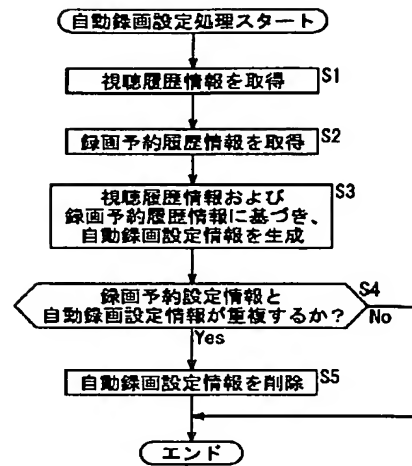 自動録画設定処理スタート
視聴履歴情報を取得
S1
録画予約履歴情報を取得
S2
S3
視聴履歴情報および
録画予約履歴情報に基づき、
自動録画設定情報を生成
S4
録画予約設定情報と
自動録画設定情報が重複するか?
No
Yes
自動録画設定情報を削除
S5
エンド